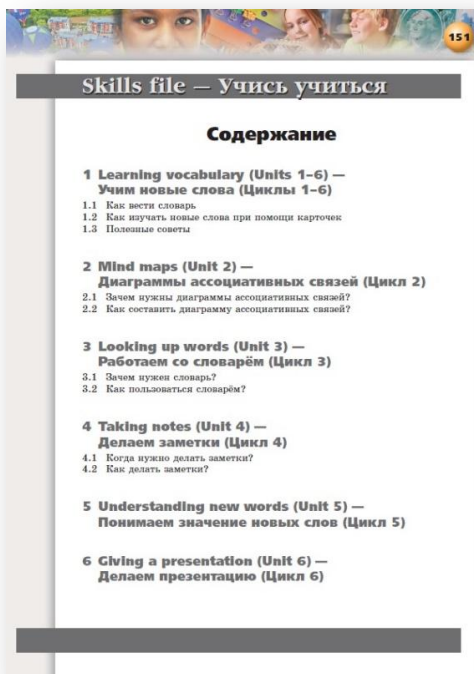 151
Skills file — Учись учиться
Содержание
1 Learning vocabulary (Units 1–6) —
Учим новые слова (Циклы 1–6)
1.1 Как вести словарь
1.2 Как изучать новые слова при помощи карточек
1.3 Полезные советы
2 Mind maps (Unit 2) —
Диаграммы ассоциативных связей (Цикл 2)
2.1 Зачем нужны диаграммы ассоциативных связей?
2.2 Как составить диаграмму ассоциативных связей?
3 Looking up words (Unit 3) —
Работаем со словарём (Цикл 3)
3.1 Зачем нужен словарь?
3.2 Как пользоваться словарём?
4 Taking notes (Unit 4) —
Делаем заметки (Цикл 4)
4.1 Когда нужно делать заметки?
4.2 Как делать заметки?
5 Understanding new words (Unit 5) —
Понимаем значение новых слов (Цикл 5)
6 Giving a presentation (Unit 6) —
Делаем презентацию (Цикл 6)